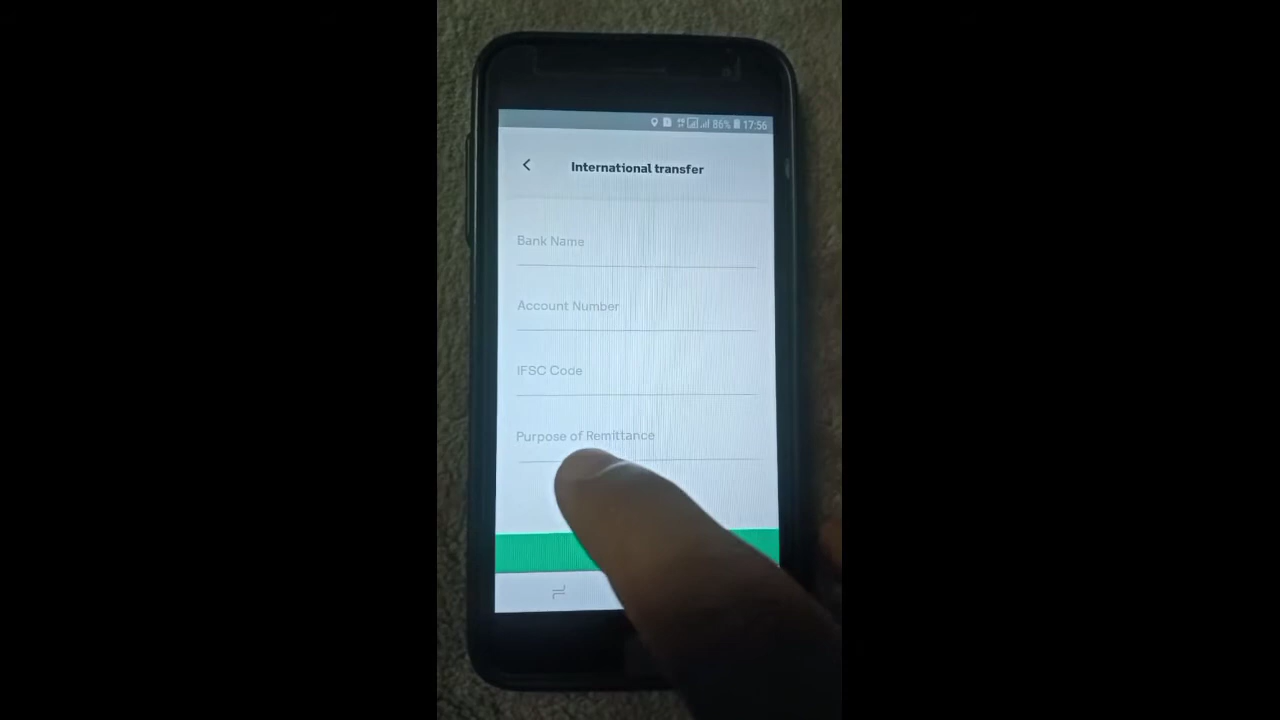 86% 17:56
International transfer
Bank Name
Account Number
IFSC Code
Purpose of Remittance